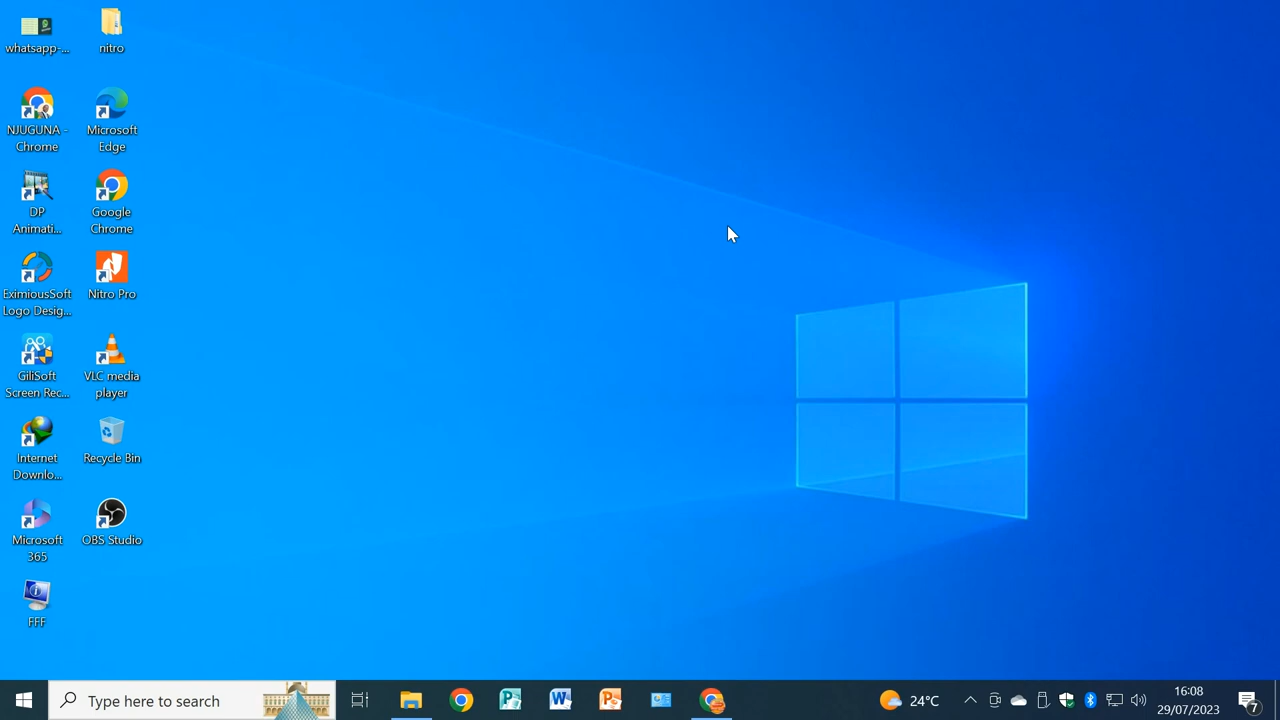 whatsapp-...
nitro
NJUGUNA -
Chrome
Microsoft
Edge
DP
Animati...
Google
Chrome
EximiousSoft
Logo Desig...
Nitro Pro
GiliSoft
Screen Rec...
VLC media
player
Internet
Downlo...
Recycle Bin
Microsoft
365
OBS Studio
FFF
Type here to search
24°C
16:08
29/07/2023
7